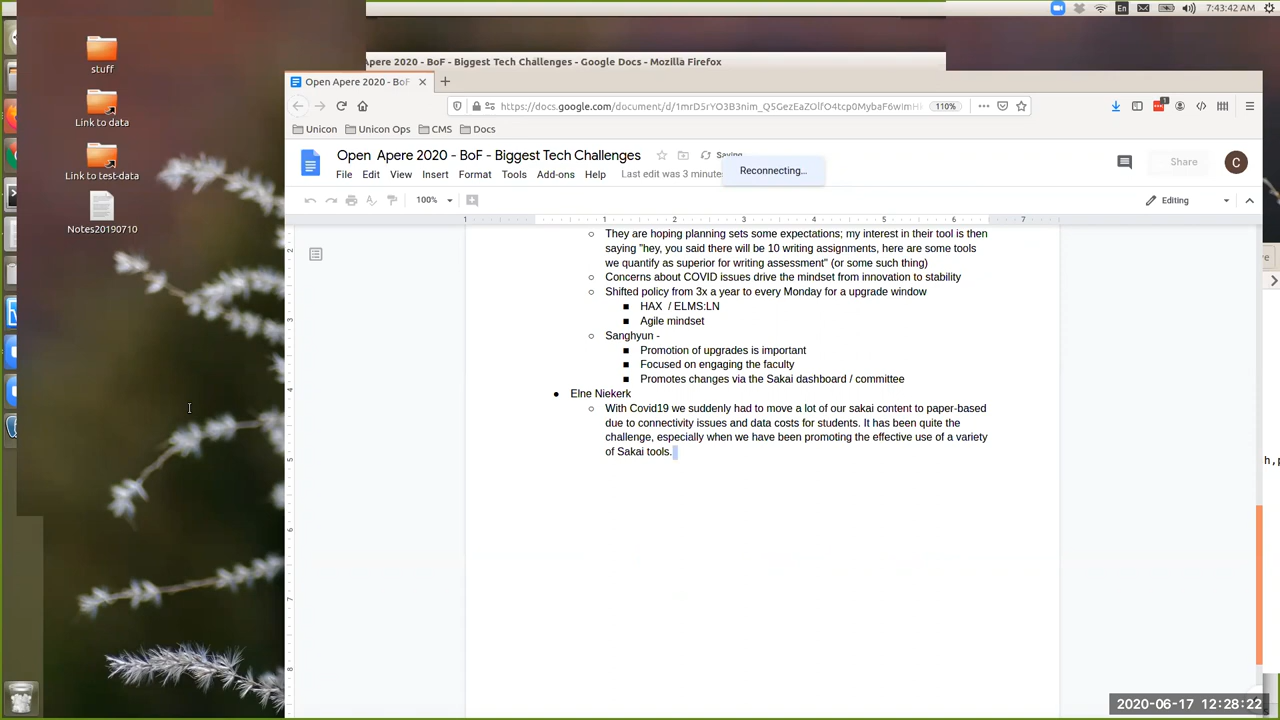 En
7:43:42 AM
stuff
Link to data
Link to test-data
Notes20190710
Apere 2020 - BoF - Biggest Tech Challenges - Google Docs - Mozilla Firefox
Open Apere 2020 - BoF
110%
Unicon
Unicon Ops
CMS
Docs
Open Apere 2020 - BoF - Biggest Tech Challenges
Saving
Reconnecting...
Share
C
File Edit View Insert Format Tools Add-ons Help
Last edit was 3 minutes
100%
Editing
1 1 2 3 4 5 6 7
They are hoping planning sets some expectations; my interest in their tool is then
saying "hey, you said there will be 10 writing assignments, here are some tools
we quantify as superior for writing assessment" (or some such thing)
Concerns about COVID issues drive the mindset from innovation to stability
Shifted policy from 3x a year to every Monday for a upgrade window
HAX / ELMS:LN
Agile mindset
Sanghyun -
Promotion of upgrades is important
Focused on engaging the faculty
Promotes changes via the Sakai dashboard / committee
Elne Niekerk
With Covid19 we suddenly had to move a lot of our sakai content to paper-based
due to connectivity issues and data costs for students. It has been quite the
challenge, especially when we have been promoting the effective use of a variety
of Sakai tools.
2020-06-17 12:28:22